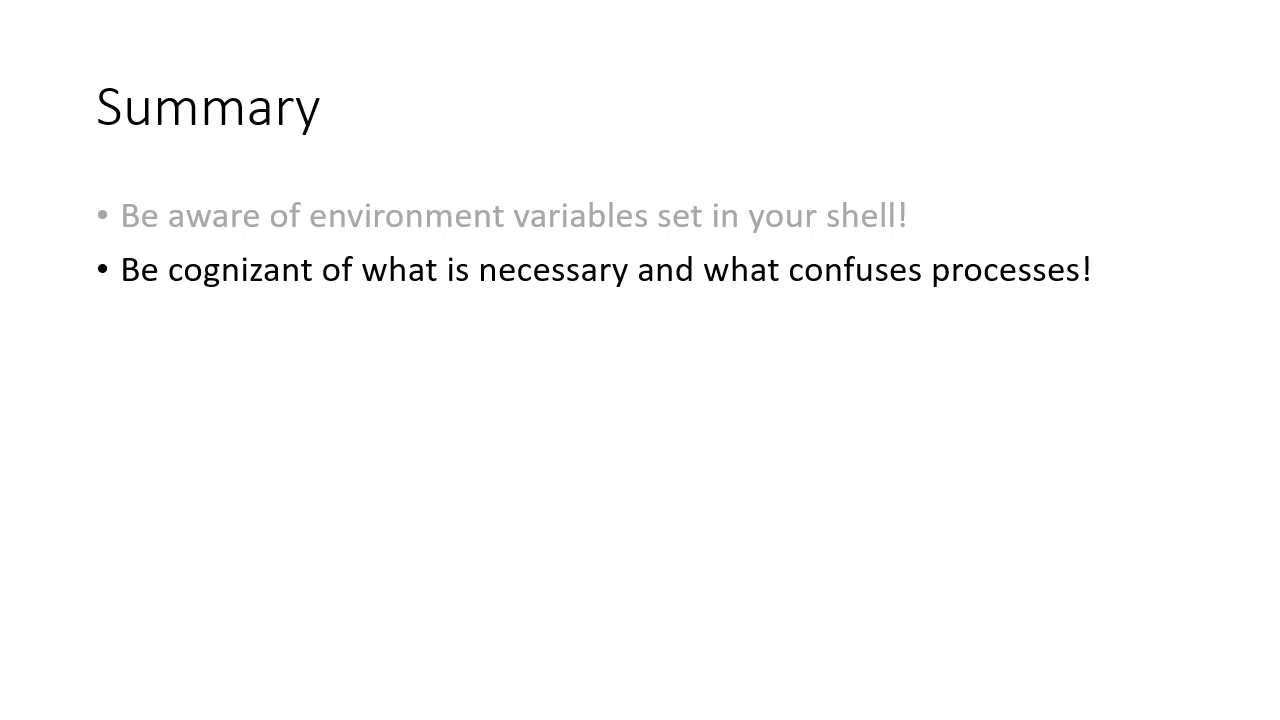 Summary
• Be aware of environment variables set in your shell!
• Be cognizant of what is necessary and what confuses processes!